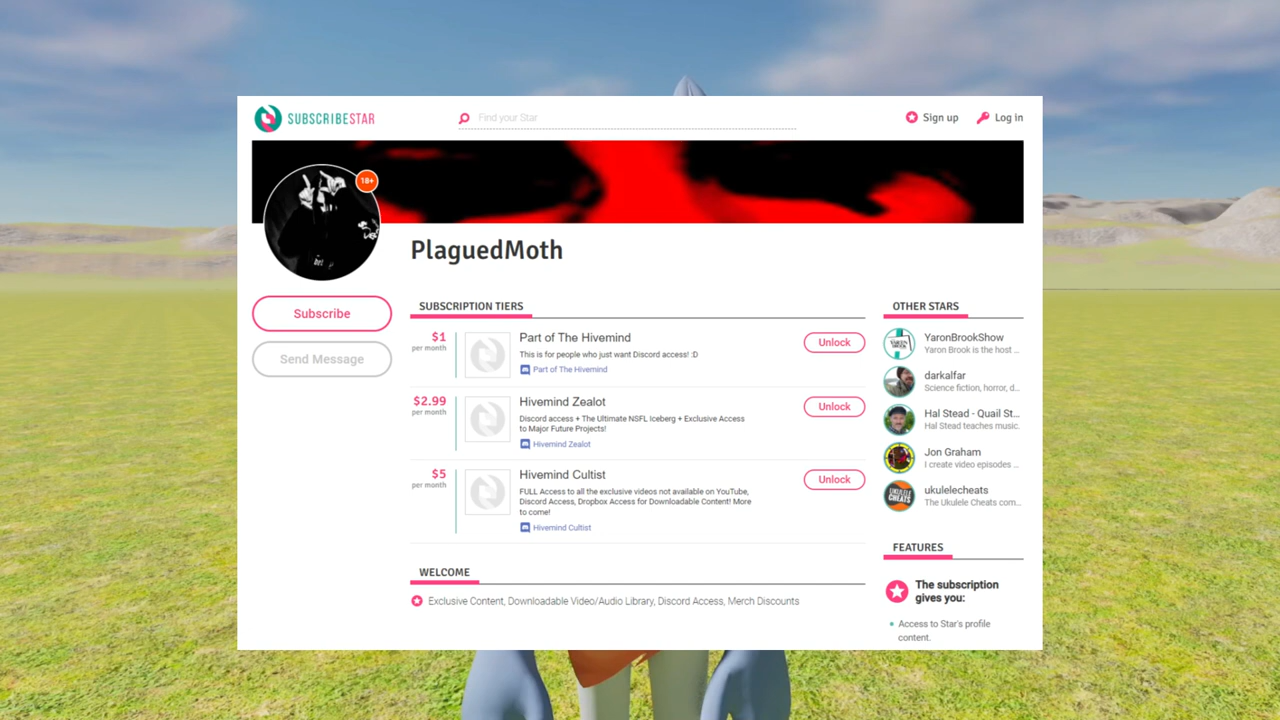 SUBSCRIBESTAR
Find your Star
Sign up
Log in
18+
PlaguedMoth
Subscribe
Send Message
SUBSCRIPTION TIERS
$1
per month
Part of The Hivemind
This is for people who just want Discord access! :D
Part of The Hivemind
Unlock
$2.99
per month
Hivemind Zealot
Discord access + The Ultimate NSFL Iceberg + Exclusive Access
to Major Future Projects!
Hivemind Zealot
Unlock
$5
per month
Hivemind Cultist
FULL Access to all the exclusive videos not available on YouTube,
Discord Access, Dropbox Access for Downloadable Content! More
to come!
Hivemind Cultist
Unlock
WELCOME
Exclusive Content, Downloadable Video/Audio Library, Discord Access, Merch Discounts
OTHER STARS
YaronBrookShow
Yaron Brook is the host ...
darkalfar
Science fiction, horror, d...
Hal Stead - Quail St...
Hal Stead teaches music.
Jon Graham
I create video episodes ...
UKULELE
CHEATS
ukulelecheats
The Ukulele Cheats com...
FEATURES
The subscription
gives you:
Access to Star's profile
content.